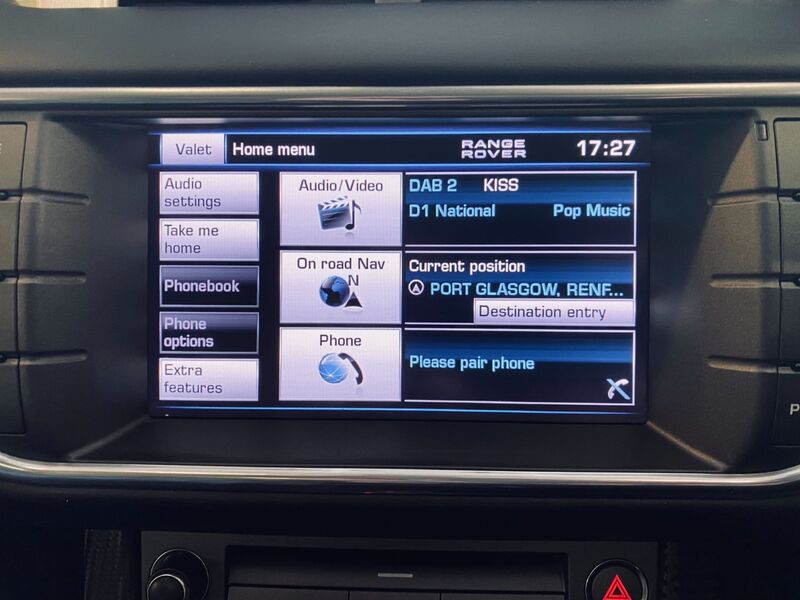 Valet
Home menu
RANGE
ROVER
17:27
Audio
settings
Take me
home
Phonebook
Phone
options
Extra
features
Audio/Video
On road Nav
N
Phone
DAB 2 KISS
D1 National Pop Music
Current position
PORT GLASGOW, RENF...
Destination entry
Please pair phone
P